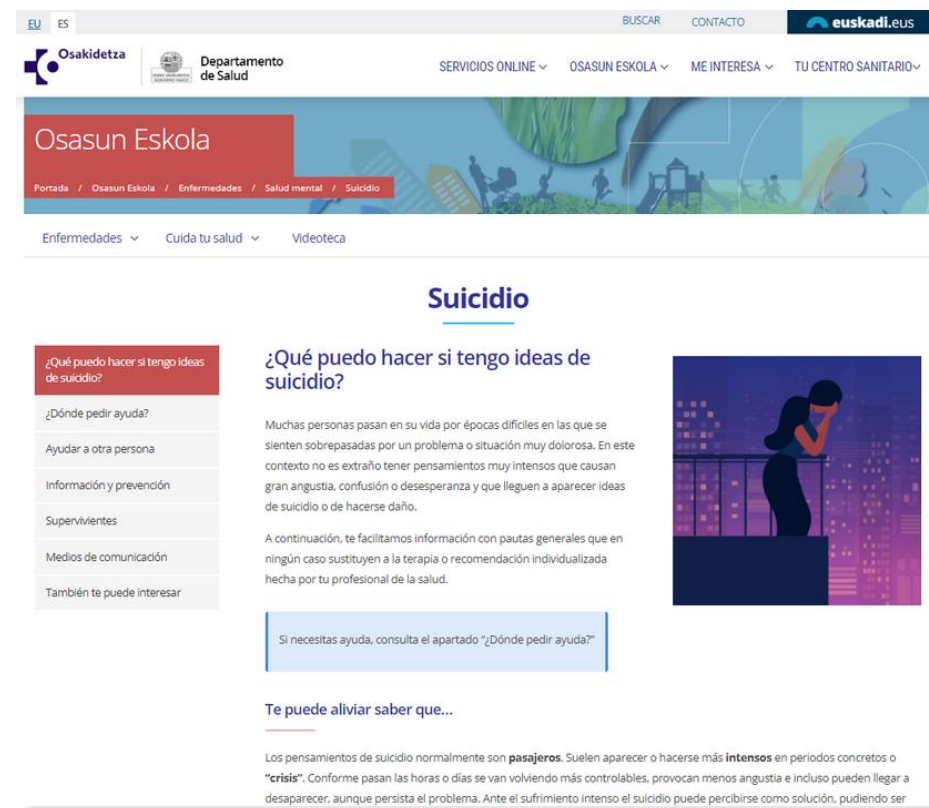 EU ES BUSCAR CONTACTO euskadi.eus
Osakidetza
Departamento
de Salud
SERVICIOS ONLINE OSASUN ESKOLA ME INTERESA TU CENTRO SANITARIO
Osasun Eskola
Portada / Osasun Eskola / Enfermedades / Salud mental / Suicidio
Enfermedades Cuida tu salud Videoteca
Suicidio
¿Qué puedo hacer si tengo ideas
de suicidio?
¿Dónde pedir ayuda?
Ayudar a otra persona
Información y prevención
Supervivientes
Medios de comunicación
También te puede interesar
¿Qué puedo hacer si tengo ideas de
suicidio?
Muchas personas pasan en su vida por épocas difíciles en las que se
sienten sobrepasadas por un problema o situación muy dolorosa. En este
contexto no es extraño tener pensamientos muy intensos que causan
gran angustia, confusión o desesperanza y que lleguen a aparecer ideas
de suicidio o de hacerse daño.
A continuación, te facilitamos información con pautas generales que en
ningún caso sustituyen a la terapia o recomendación individualizada
hecha por tu profesional de la salud.
Si necesitas ayuda, consulta el apartado "¿Dónde pedir ayuda?"
Te puede aliviar saber que...
Los pensamientos de suicidio normalmente son pasajeros. Suelen aparecer o hacerse más intensos en periodos concretos o
"crisis". Conforme pasan las horas o días se van volviendo más controlables, provocan menos angustia e incluso pueden llegar a
desaparecer, aunque persista el problema. Ante el sufrimiento intenso el suicidio puede percibirse como solución, pudiendo ser